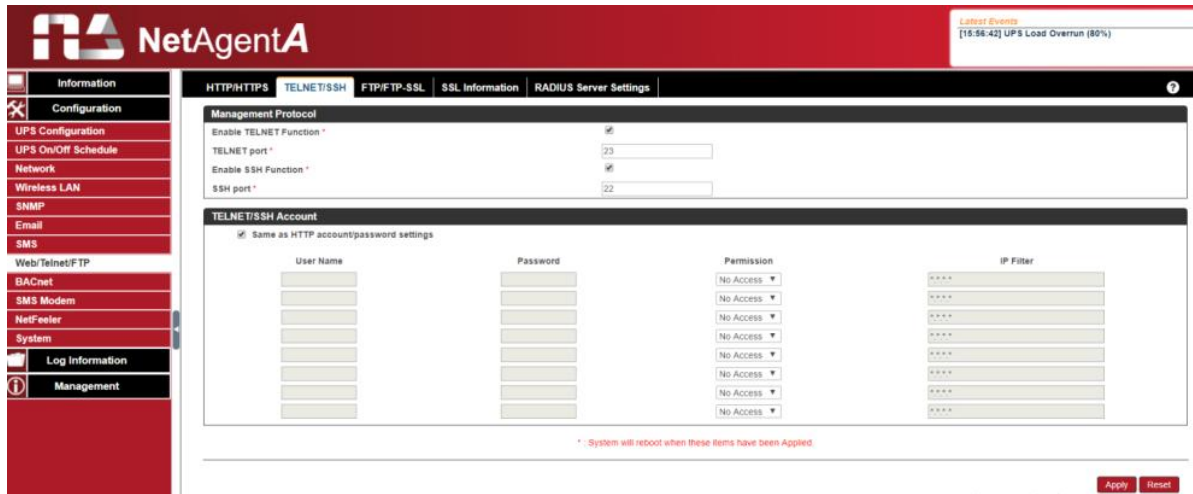 NetAgentA
Latest Events
[15:56:42] UPS Load Overrun (80%)
Information
Configuration
UPS Configuration
UPS On/Off Schedule
Network
Wireless LAN
SNMP
Email
SMS
Web/Telnet/FTP
BACnet
SMS Modem
NetFeeler
System
Log Information
Management
HTTP/HTTPS TELNET/SSH FTP/FTP-SSL SSL Information RADIUS Server Settings ?
Management Protocol
Enable TELNET Function *
TELNET port * 23
Enable SSH Function *
SSH port * 22
TELNET/SSH Account
Same as HTTP account/password settings
User Name Password Permission IP Filter
No Access *.*.*.*
No Access *.*.*.*
No Access *.*.*.*
No Access *.*.*.*
No Access *.*.*.*
No Access *.*.*.*
No Access *.*.*.*
No Access *.*.*.*
* : System will reboot when these items have been Applied.
Apply Reset